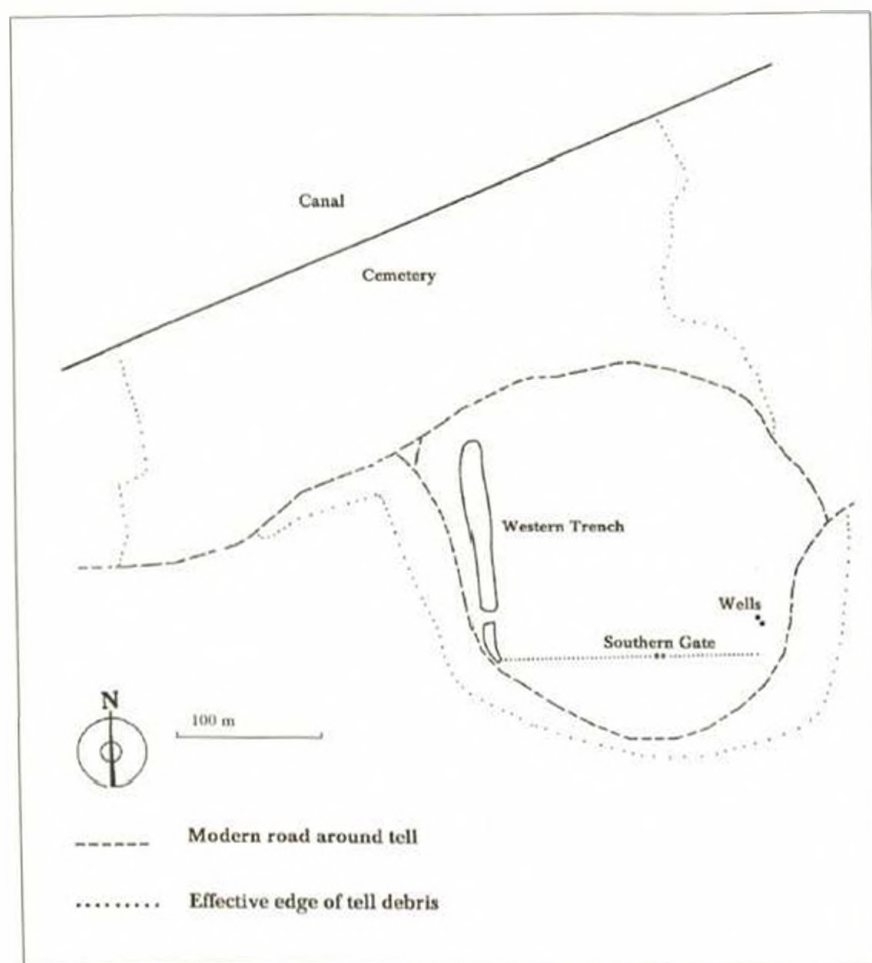 Canal
Cemetery
Western Trench
Wells
Southern Gate
N
100 m
Modern road around tell
Effective edge of tell debris